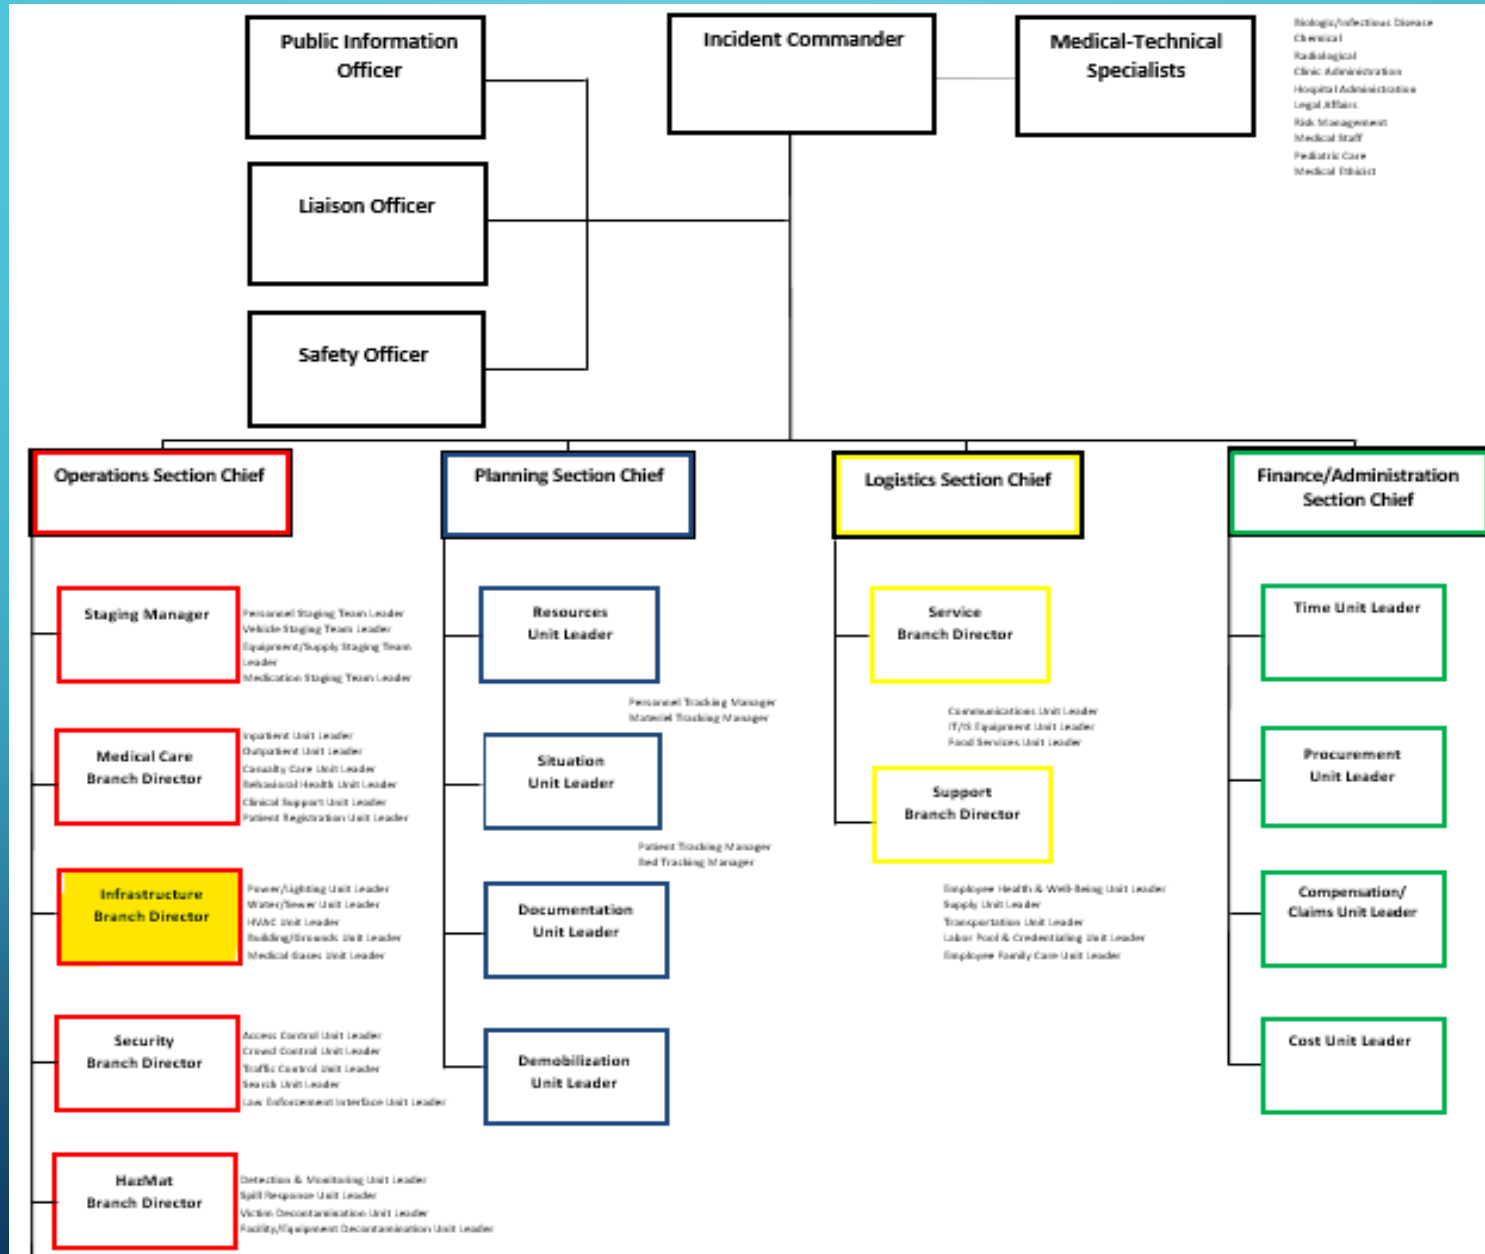 Public Information
Officer
Incident Commander
Medical-Technical
Specialists
Biologic/Infectious Disease
Chemical
Radiological
Clinic Administration
Hospital Administration
Legal Affairs
Risk Management
Medical Staff
Pediatric Care
Medical Ethicist
Liaison Officer
Safety Officer
Operations Section Chief
Staging Manager
Personnel Staging Team Leader
Vehicle Staging Team Leader
Equipment/Supply Staging Team
Leader
Medication Staging Team Leader
Medical Care
Branch Director
Inpatient Unit Leader
Outpatient Unit Leader
Casualty Care Unit Leader
Behavioral Health Unit Leader
Clinical Support Unit Leader
Patient Registration Unit Leader
Infrastructure
Branch Director
Power/Lighting Unit Leader
Water/Sewer Unit Leader
HVAC Unit Leader
Building/Grounds Unit Leader
Medical Gases Unit Leader
Security
Branch Director
Access Control Unit Leader
Crowd Control Unit Leader
Traffic Control Unit Leader
Search Unit Leader
Law Enforcement Interface Unit Leader
HazMat
Branch Director
Detection & Monitoring Unit Leader
Spill Response Unit Leader
Victim Decontamination Unit Leader
Facility/Equipment Decontamination Unit Leader
Planning Section Chief
Resources
Unit Leader
Personnel Tracking Manager
Materiel Tracking Manager
Situation
Unit Leader
Patient Tracking Manager
Bed Tracking Manager
Documentation
Unit Leader
Demobilization
Unit Leader
Logistics Section Chief
Service
Branch Director
Communications Unit Leader
IT/IS Equipment Unit Leader
Food Services Unit Leader
Support
Branch Director
Employee Health & Well-Being Unit Leader
Supply Unit Leader
Transportation Unit Leader
Labor Pool & Credentialing Unit Leader
Employee Family Care Unit Leader
Finance/Administration
Section Chief
Time Unit Leader
Procurement
Unit Leader
Compensation/
Claims Unit Leader
Cost Unit Leader